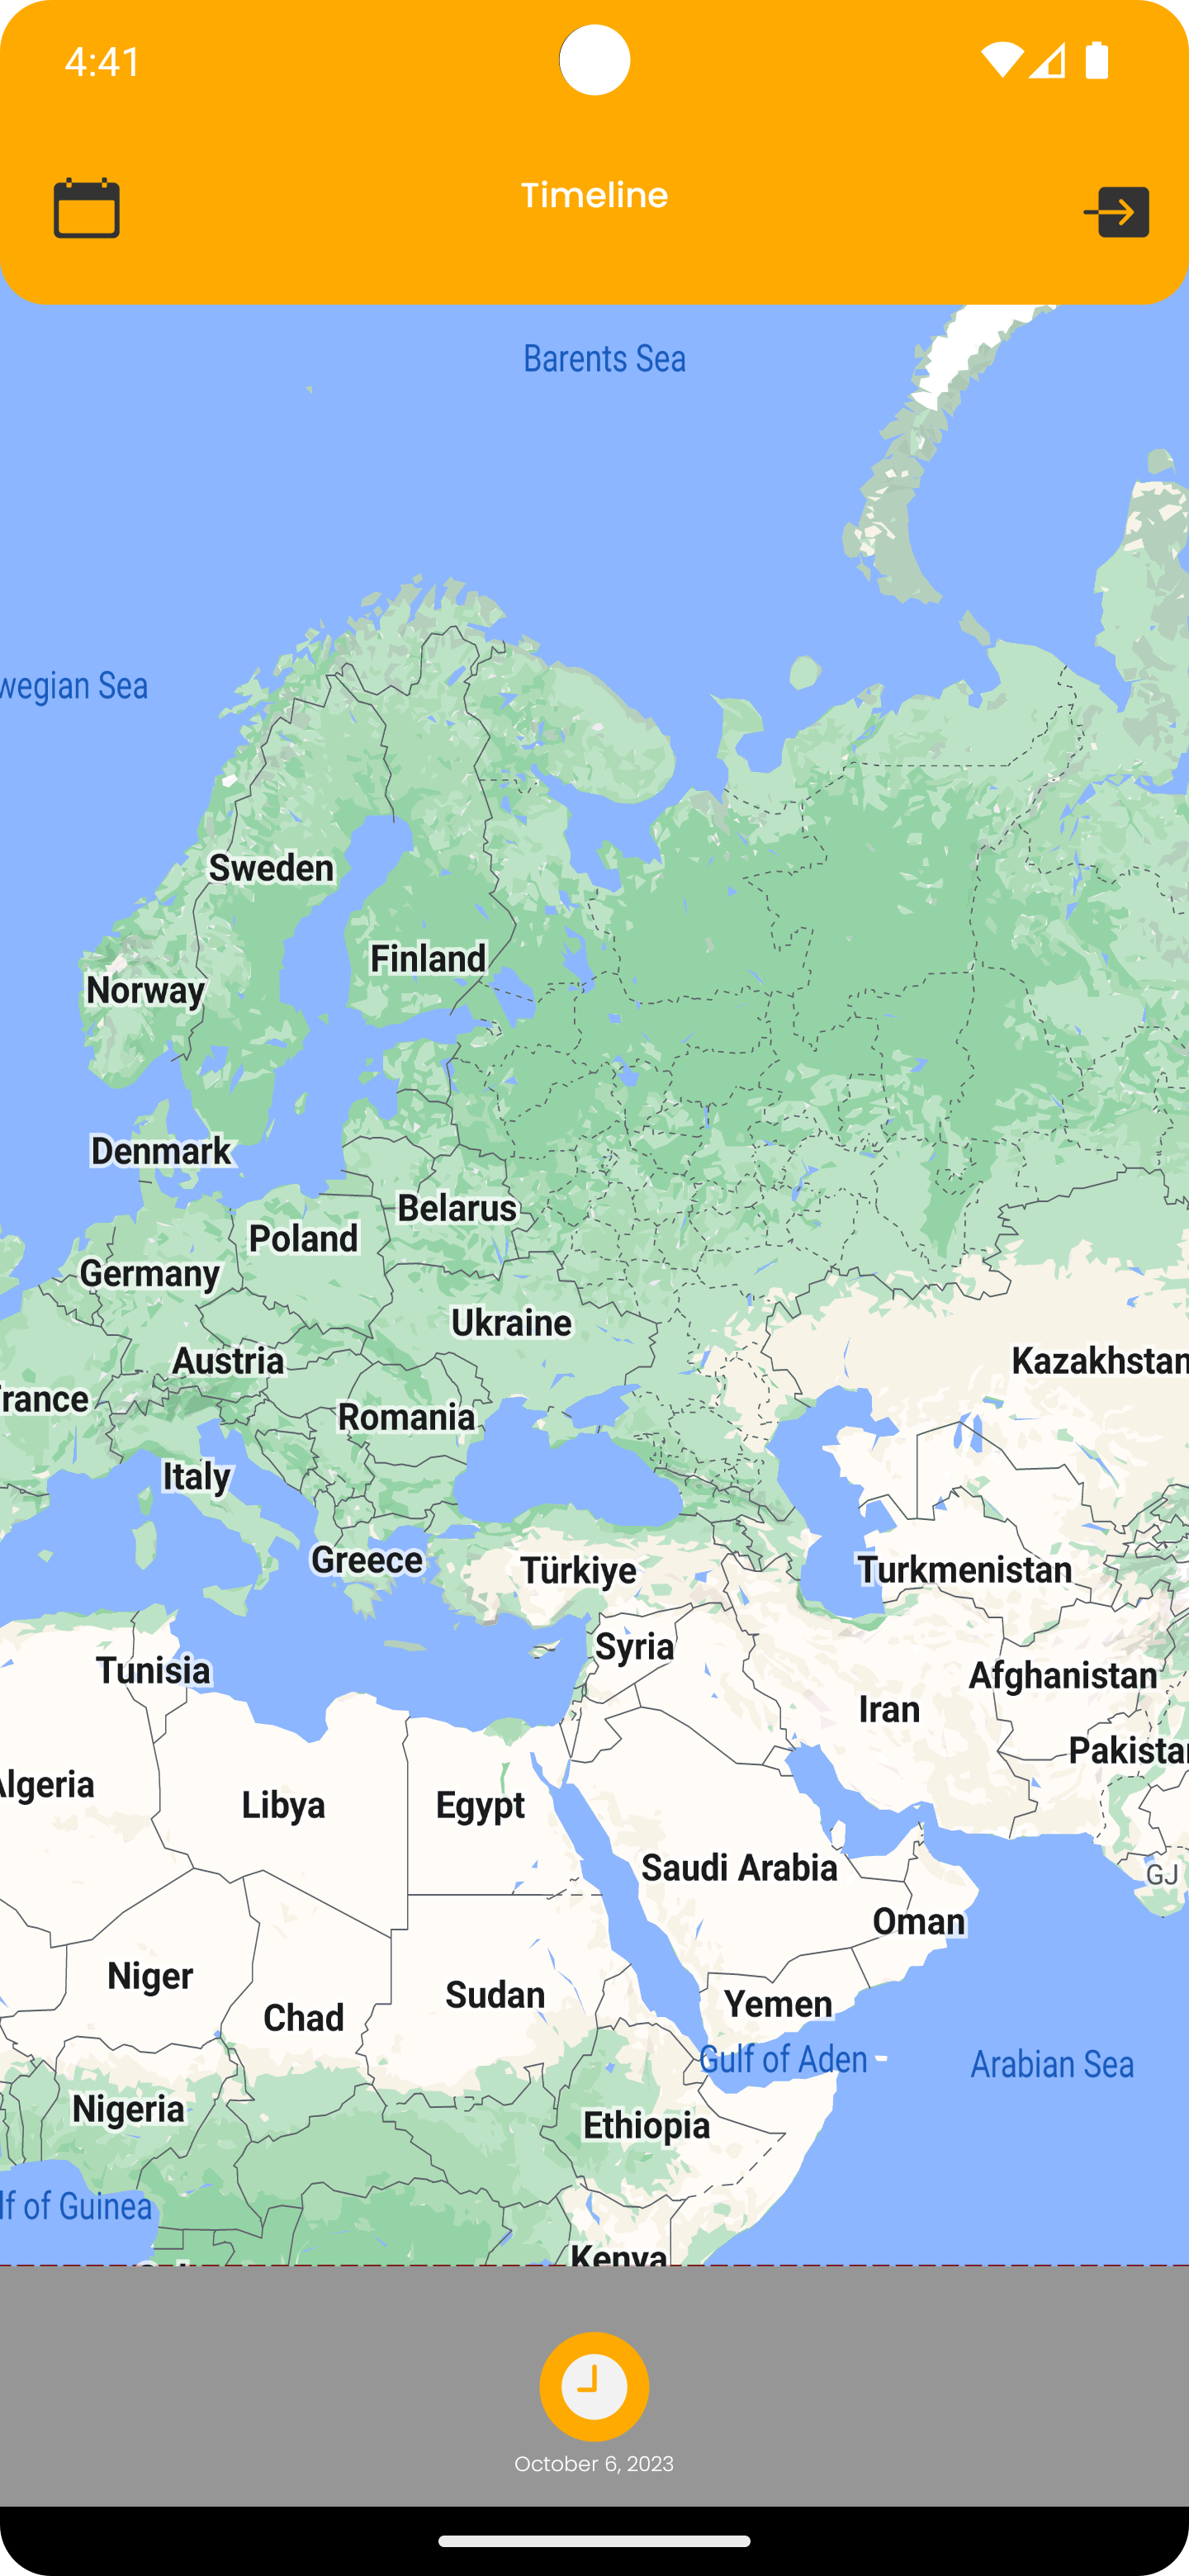 4:41
Timeline
Barents Sea
wegian Sea
Sweden
Finland
Norway
Denmark
Belarus
Poland
Germany
Ukraine
Austria
Kazakhstan
rance
Romania
Italy
Greece
Türkiye
Turkmenistan
Syria
Tunisia
Afghanistan
Iran
Pakista
Algeria
Libya
Egypt
Saudi Arabia
GJ
Oman
Niger
Sudan
Chad
Yemen
Gulf of Aden
Arabian Sea
Nigeria
Ethiopia
lf of Guinea
Kenya
October 6, 2023